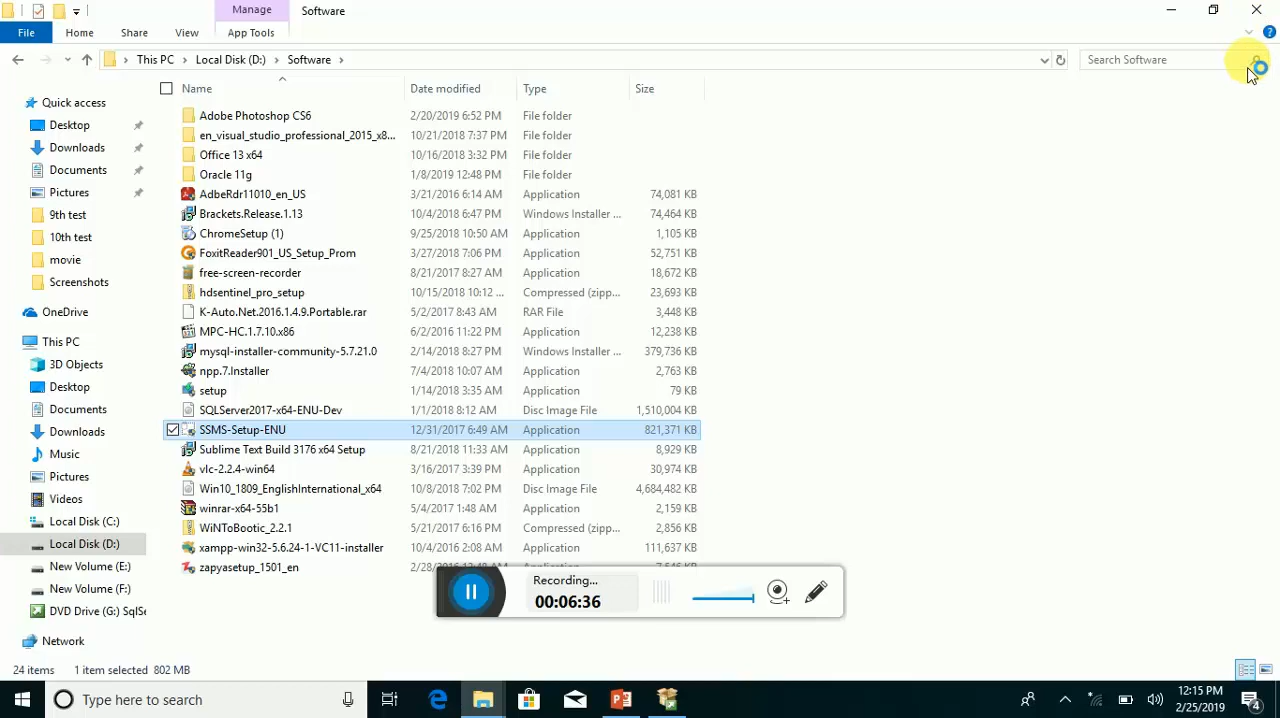 Manage
Software
File
Home
Share
View
App Tools
This PC
Local Disk (D:)
Software
Search Software
Name
Date modified
Type
Size
Quick access
Desktop
Downloads
Documents
Pictures
9th test
10th test
movie
Screenshots
OneDrive
This PC
3D Objects
Desktop
Documents
Downloads
Music
Pictures
Videos
Local Disk (C:)
Local Disk (D:)
New Volume (E:)
New Volume (F:)
DVD Drive (G:) SqlSe
Network
Adobe Photoshop CS6 2/20/2019 6:52 PM File folder
en_visual_studio_professional_2015_x8... 10/21/2018 7:37 PM File folder
Office 13 x64 10/16/2018 3:32 PM File folder
Oracle 11g 1/8/2019 12:48 PM File folder
AdbeRdr11010_en_US 3/21/2016 6:14 AM Application 74,081 KB
Brackets.Release.1.13 10/4/2018 6:47 PM Windows Installer ... 74,464 KB
ChromeSetup (1) 9/25/2018 10:50 AM Application 1,105 KB
FoxitReader901_US_Setup_Prom 3/27/2018 7:06 PM Application 52,751 KB
free-screen-recorder 8/21/2017 8:27 AM Application 18,672 KB
hdsentinel_pro_setup 10/15/2018 10:12 ... Compressed (zipp... 23,693 KB
K-Auto.Net.2016.1.4.9.Portable.rar 5/2/2017 8:43 AM RAR File 3,448 KB
MPC-HC.1.7.10.x86 6/2/2016 11:22 PM Application 12,238 KB
mysql-installer-community-5.7.21.0 2/14/2018 8:27 PM Windows Installer ... 379,736 KB
npp.7.Installer 7/4/2018 10:07 AM Application 2,763 KB
setup 1/14/2018 3:35 AM Application 79 KB
SQLServer2017-x64-ENU-Dev 1/1/2018 8:12 AM Disc Image File 1,510,004 KB
SSMS-Setup-ENU 12/31/2017 6:49 AM Application 821,371 KB
Sublime Text Build 3176 x64 Setup 8/21/2018 11:33 AM Application 8,929 KB
vlc-2.2.4-win64 3/16/2017 3:39 PM Application 30,974 KB
Win10_1809_EnglishInternational_x64 10/8/2018 7:02 PM Disc Image File 4,684,482 KB
winrar-x64-55b1 5/4/2017 1:48 AM Application 2,159 KB
WiNToBootic_2.2.1 5/21/2017 6:16 PM Compressed (zipp... 2,856 KB
xampp-win32-5.6.24-1-VC11-installer 10/4/2016 2:08 AM Application 111,637 KB
zapyasetup_1501_en
Recording...
00:06:36
24 items 1 item selected 802 MB
Type here to search
12:15 PM
2/25/2019
4